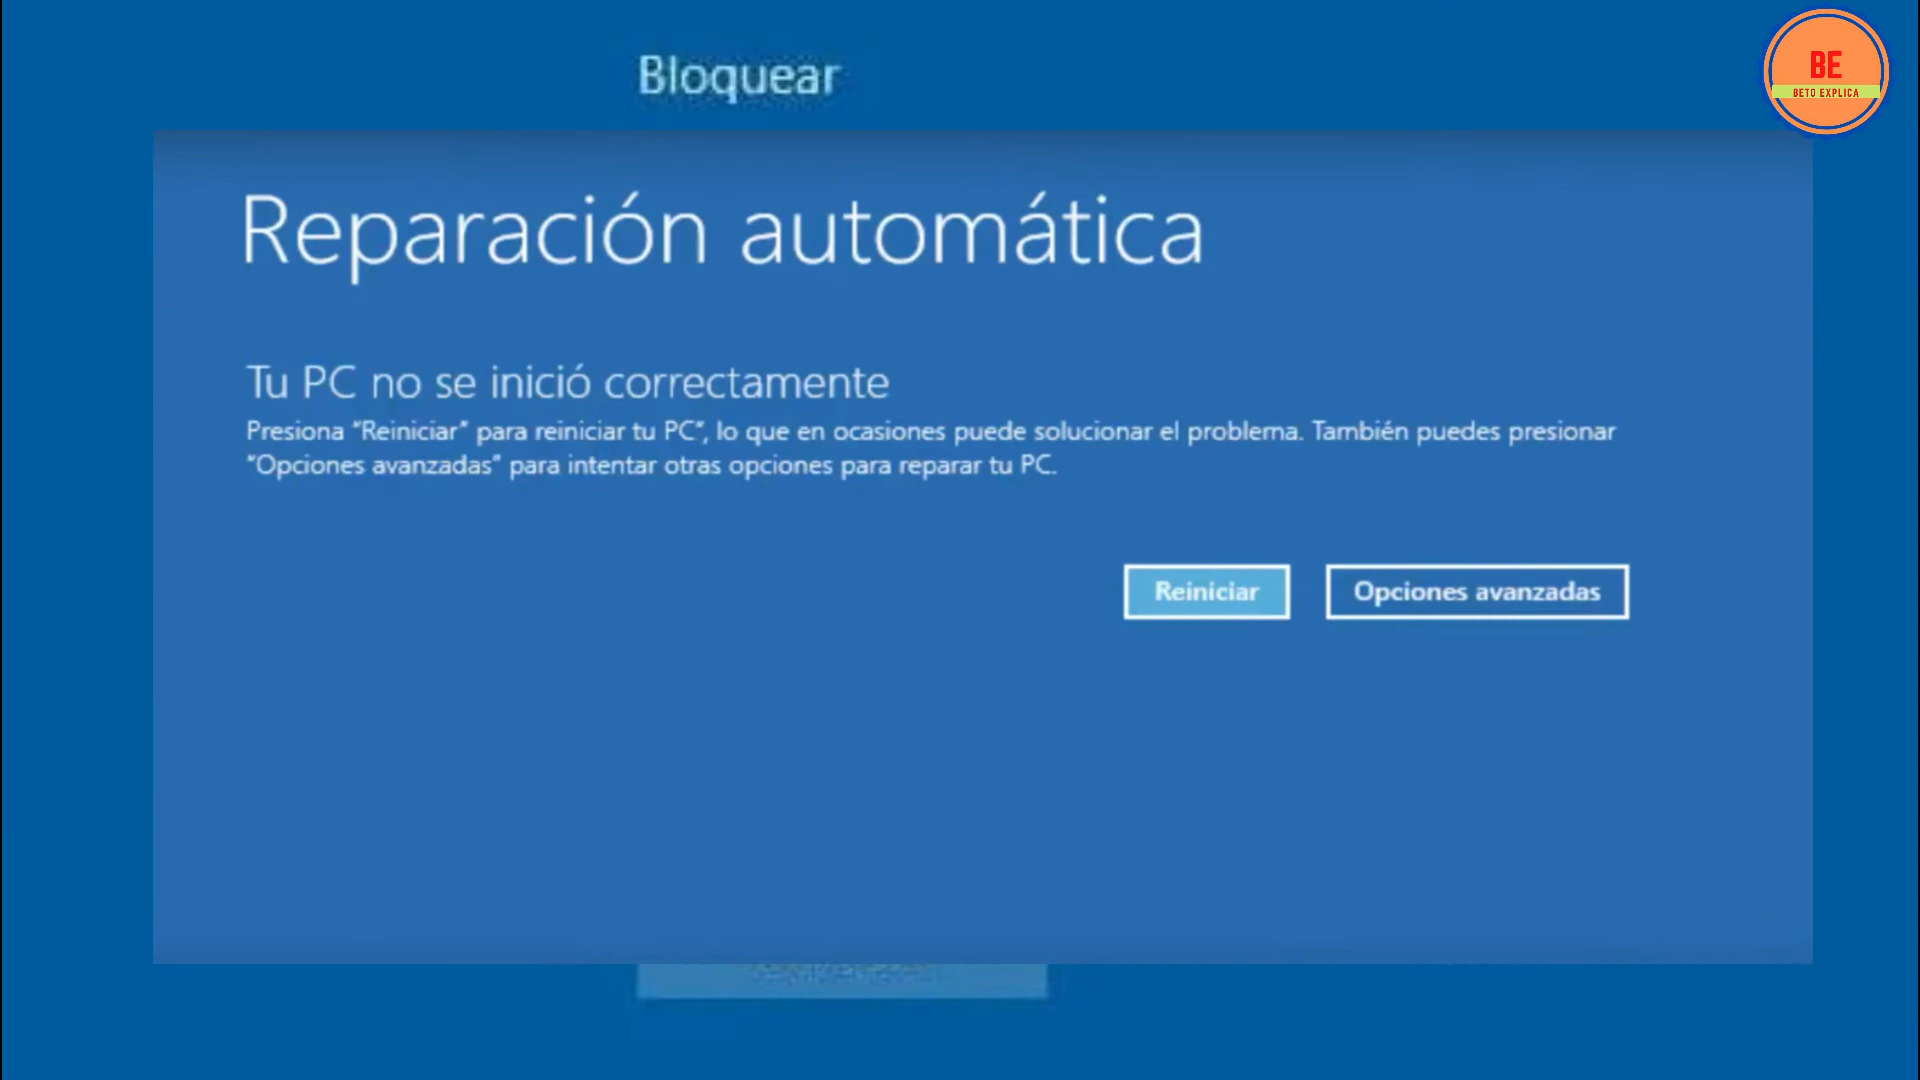 Bloquear
BE
BETO EXPLICA
Reparación automática
Tu PC no se inició correctamente
Presiona "Reiniciar" para reiniciar tu PC", lo que en ocasiones puede solucionar el problema. También puedes presionar
"Opciones avanzadas" para intentar otras opciones para reparar tu PC.
Reiniciar
Opciones avanzadas